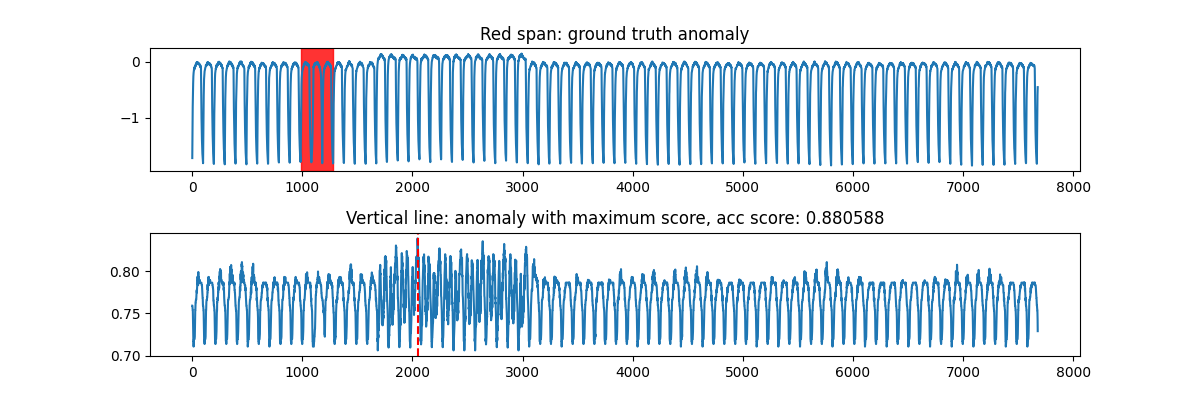 Red span: ground truth anomaly
0
−1
0 1000 2000 3000 4000 5000 6000 7000 8000
Vertical line: anomaly with maximum score, acc score: 0.880588
0.80
0.75
0.70
0 1000 2000 3000 4000 5000 6000 7000 8000